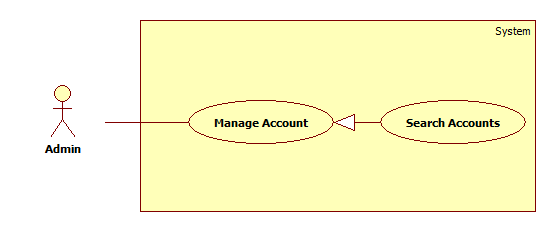 System
Manage Account
Search Accounts
Admin